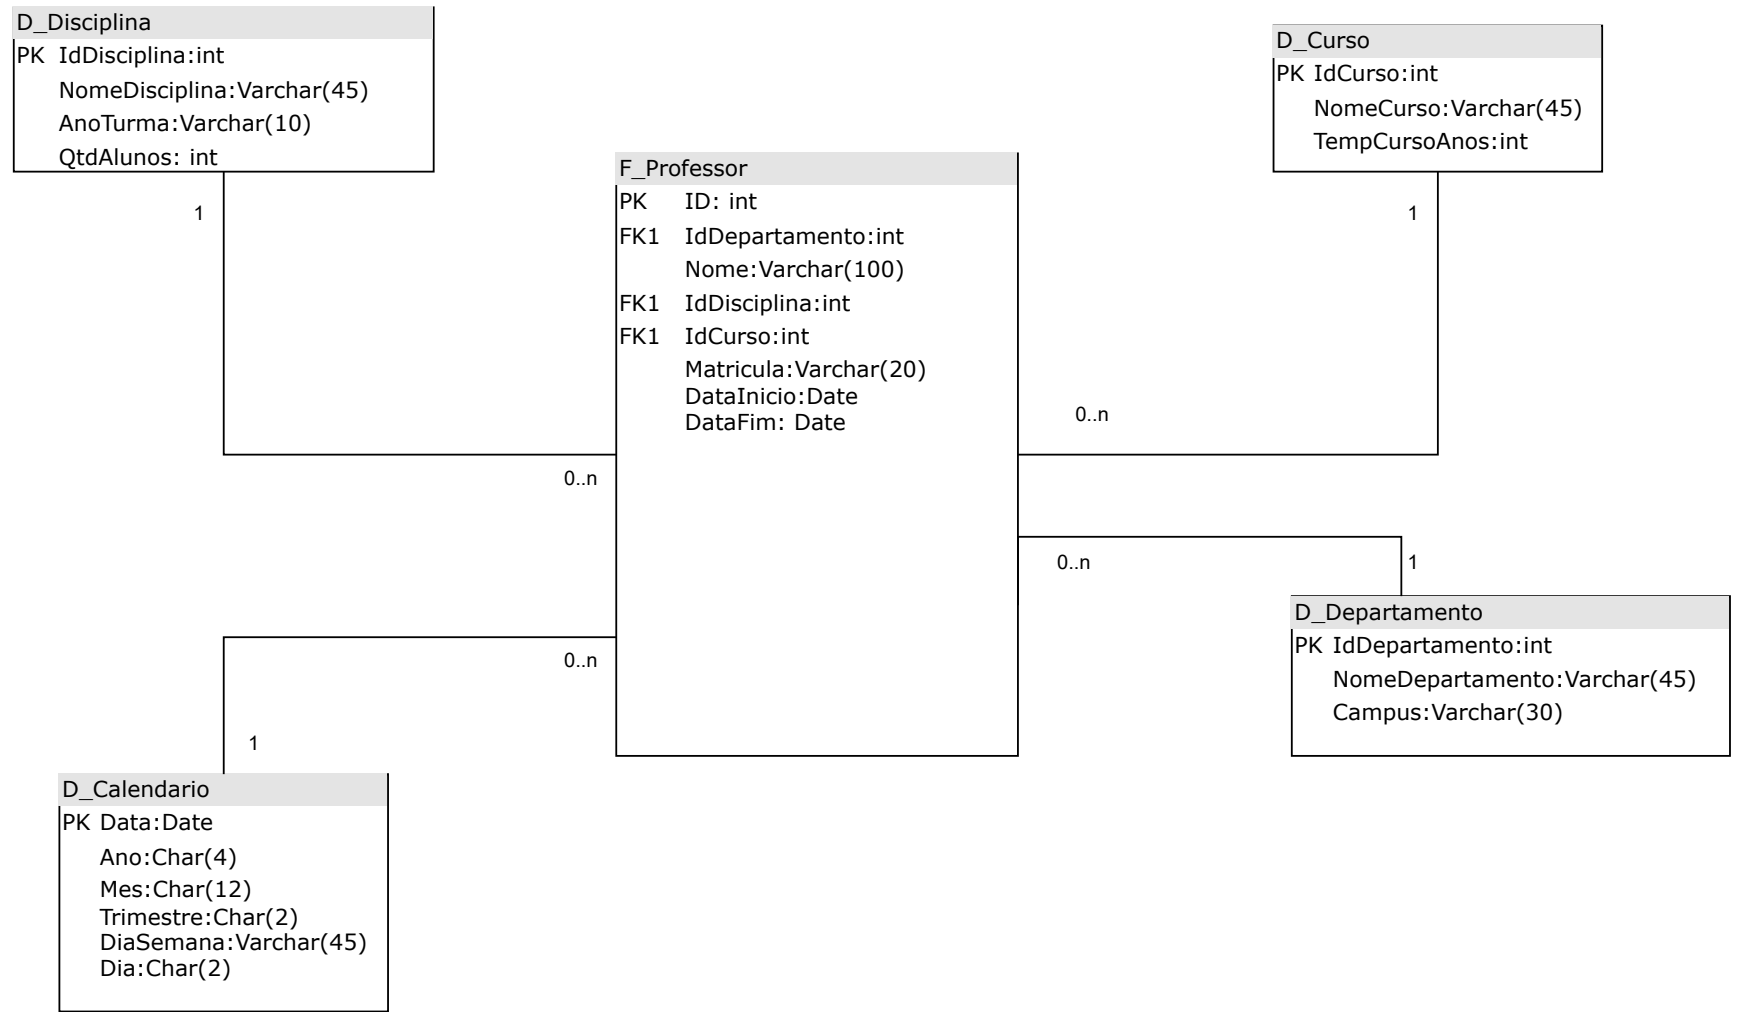 D_Disciplina
PK IdDisciplina:int
NomeDisciplina:Varchar(45)
AnoTurma:Varchar(10)
QtdAlunos: int
1
0..n
D_Curso
PK IdCurso:int
NomeCurso:Varchar(45)
TempCursoAnos:int
1
0..n
F_Professor
PK ID: int
FK1 IdDepartamento:int
Nome:Varchar(100)
FK1 IdDisciplina:int
FK1 IdCurso:int
Matricula:Varchar(20)
DataInicio:Date
DataFim: Date
0..n
1
D_Departamento
PK IdDepartamento:int
NomeDepartamento:Varchar(45)
Campus:Varchar(30)
0..n
1
D_Calendario
PK Data:Date
Ano:Char(4)
Mes:Char(12)
Trimestre:Char(2)
DiaSemana:Varchar(45)
Dia:Char(2)